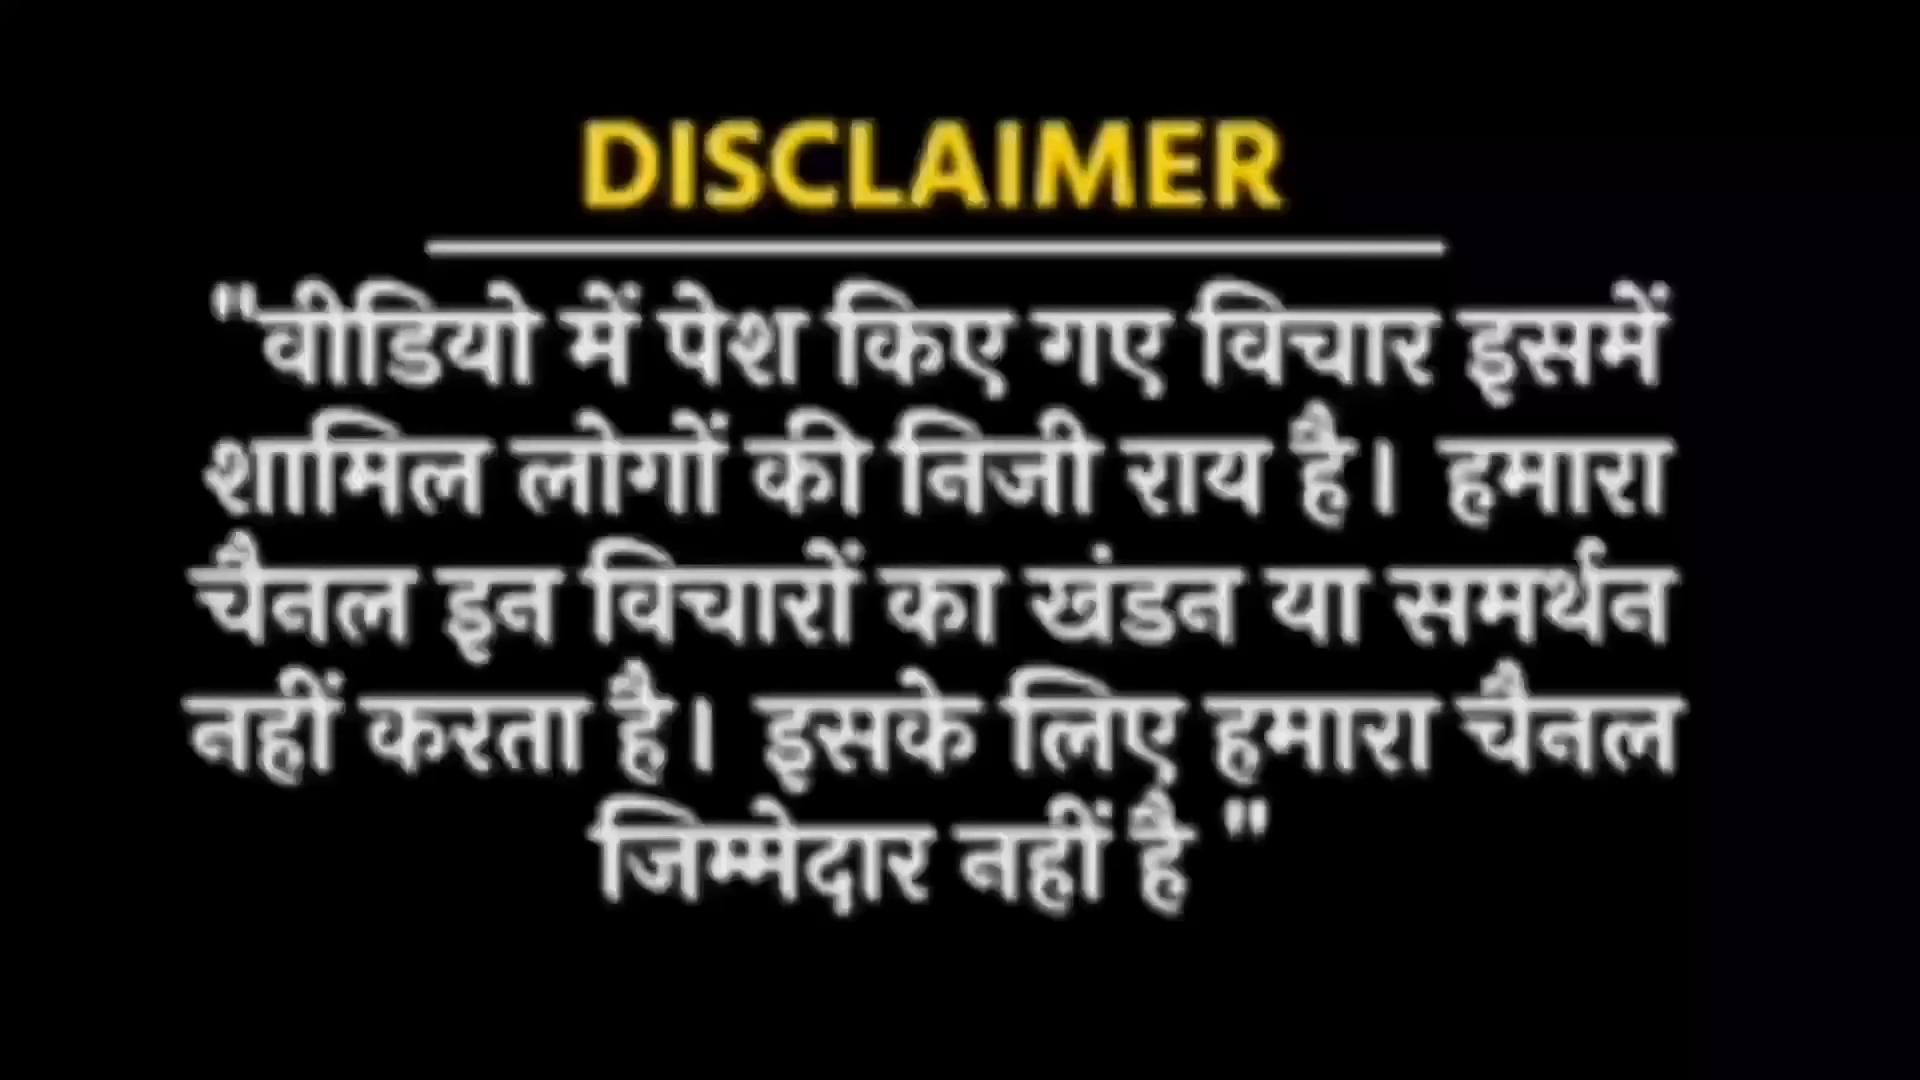 DISCLAIMER
"वीडियो में पेश किए गए विचार इसमें
शामिल लोगों की निजी राय है। हमारा
चैनल इन विचारों का खंडन या समर्थन
नहीं करता है। इसके लिए हमारा चैनल
जिम्मेदार नहीं है "